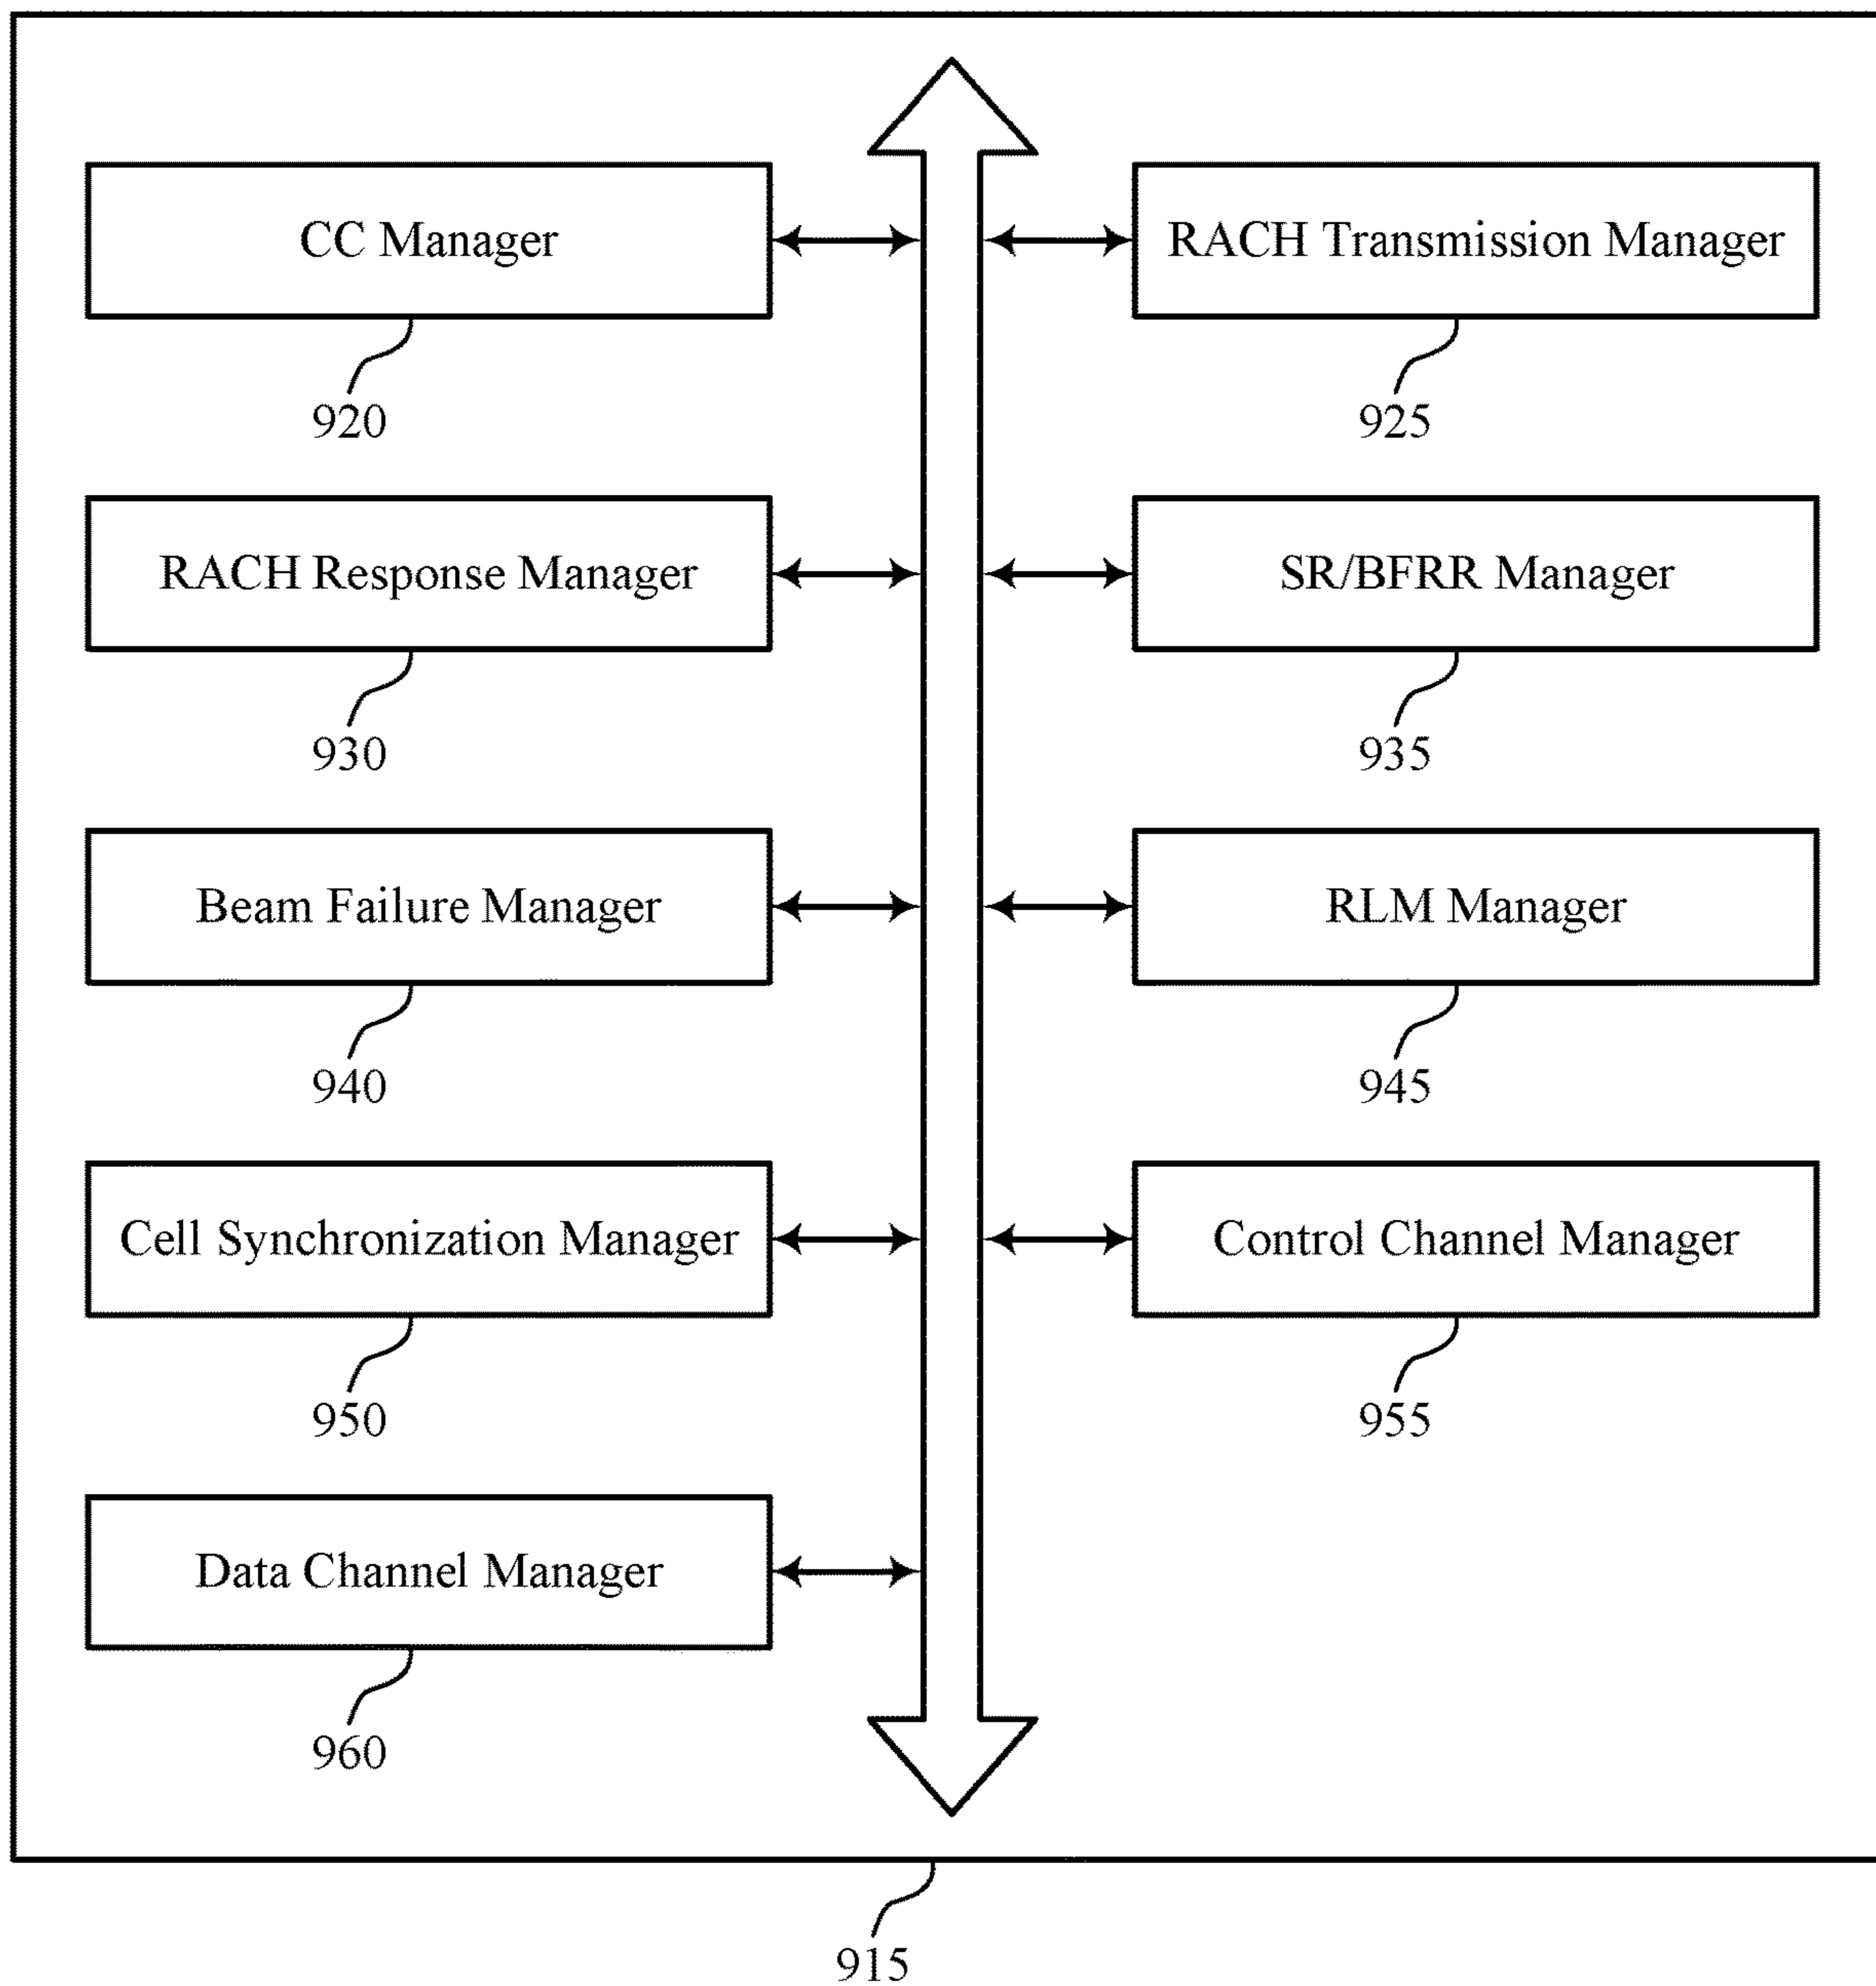 CC Manager
920
RACH Transmission Manager
925
RACH Response Manager
930
SR/BFRR Manager
935
Beam Failure Manager
940
RLM Manager
945
Cell Synchronization Manager
950
Control Channel Manager
955
Data Channel Manager
960
915